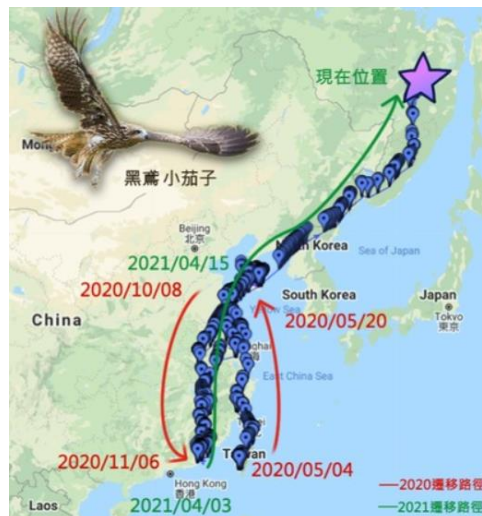 現在位置
黑鳶 小茄子
Beijing
北京
2021/04/15
2020/10/08
North Korea
Sea of Japan
South Korea
Japan
Tokyo
東京
2020/05/20
China
Yellow Sea
East China Sea
2020/11/06
Taiwan
2020/05/04
Hong Kong
香港
2021/04/03
Laos
2020遷移路徑
2021遷移路徑